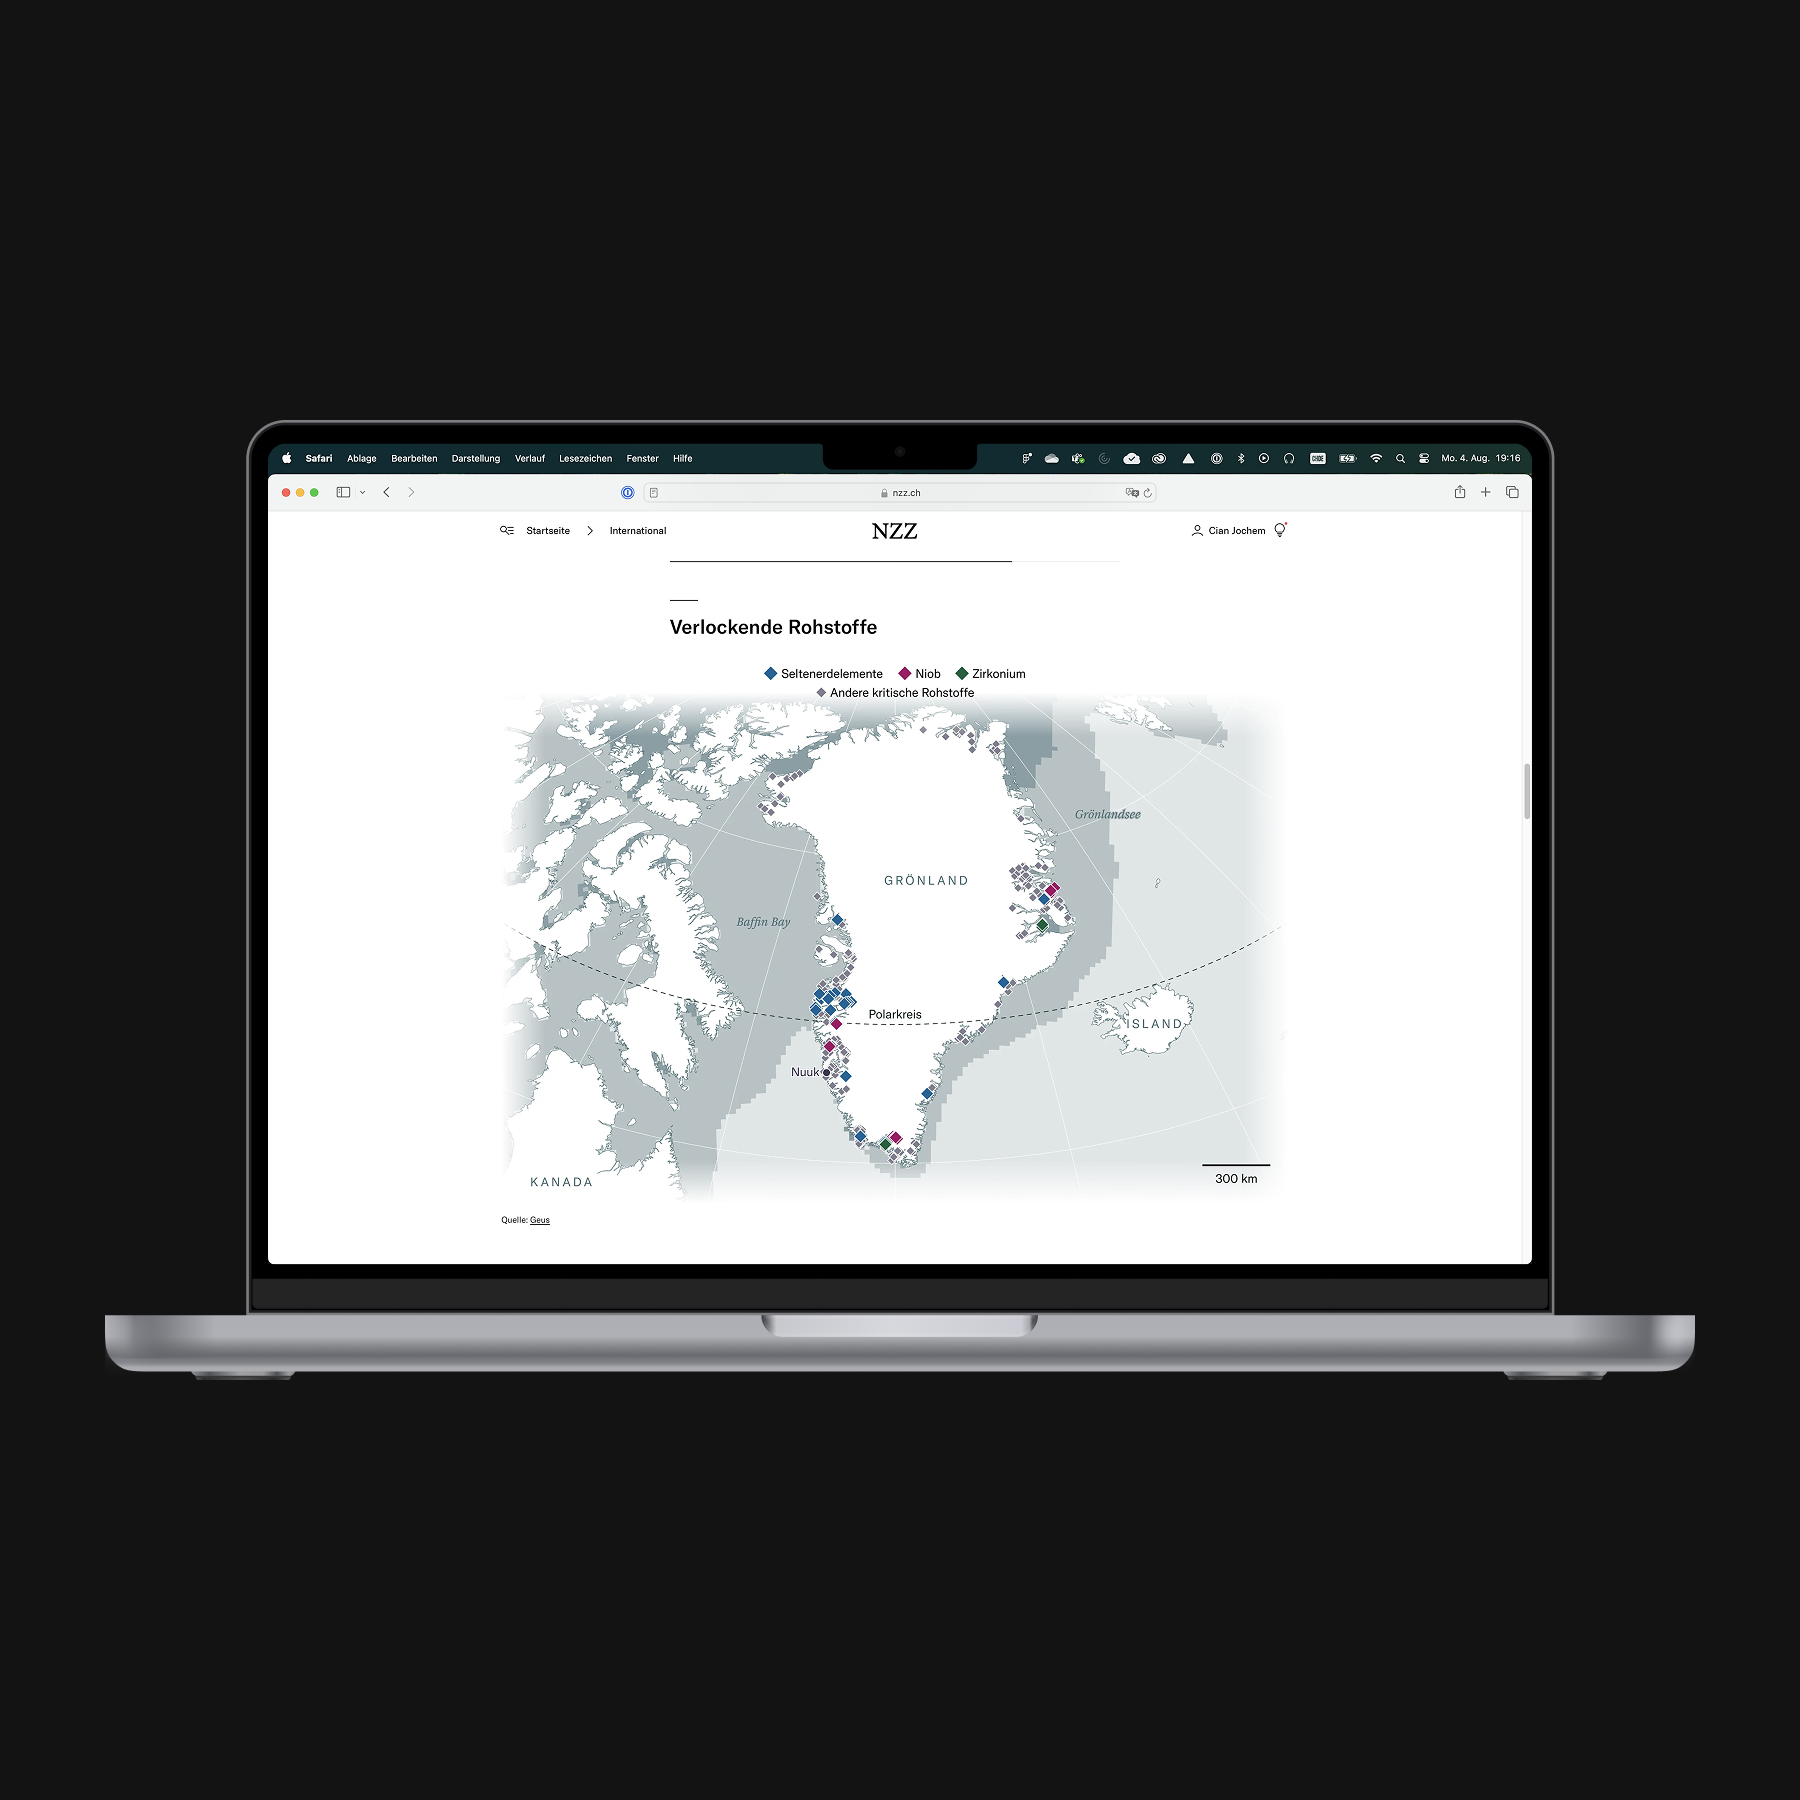 Safari Ablage Bearbeiten Darstellung Verlauf Lesezeichen Fenster Hilfe Mo. 4. Aug. 19:16
nzz.ch
Startseite International NZZ Cian Jochem
Verlockende Rohstoffe
Seltenerdelemente Niob Zirkonium
Andere kritische Rohstoffe
Grönlandsee
GRÖNLAND
Baffin Bay
Polarkreis
ISLAND
Nuuk
300 km
KANADA
Quelle: Geus